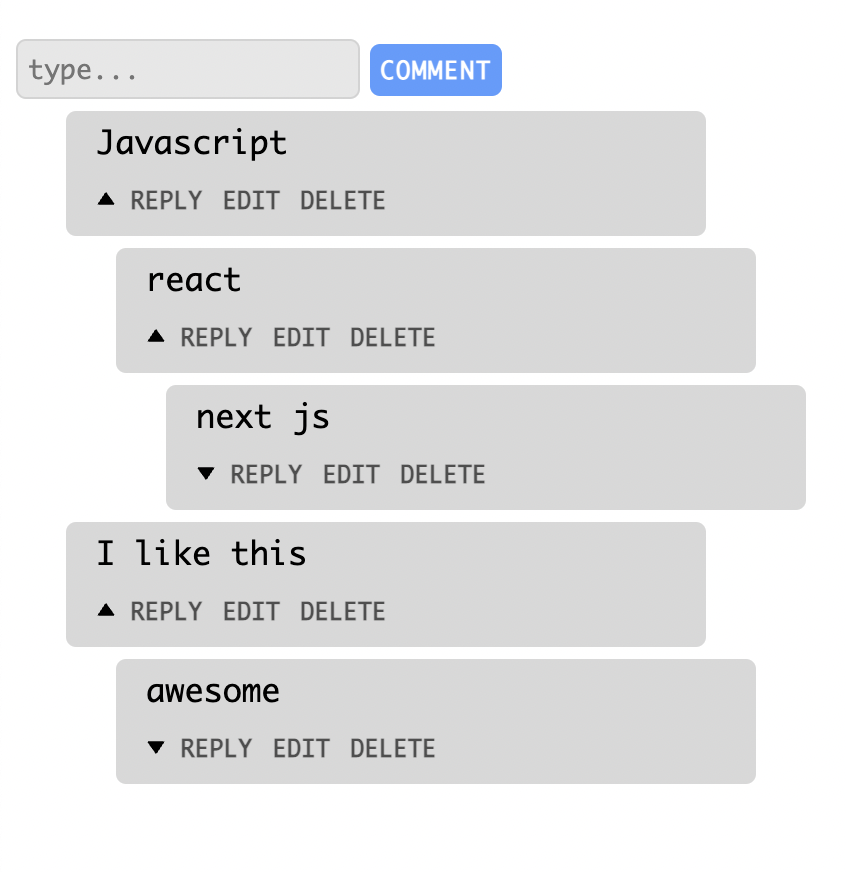 type...
COMMENT
Javascript
REPLY EDIT DELETE
react
REPLY EDIT DELETE
next js
REPLY EDIT DELETE
I like this
REPLY EDIT DELETE
awesome
REPLY EDIT DELETE